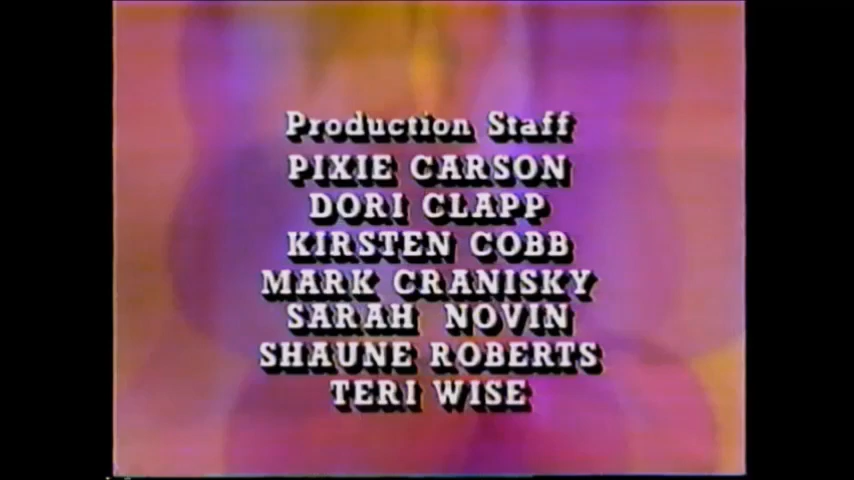 Production Staff
PIXIE CARSON
DORI CLAPP
KIRSTEN COBB
MARK CRANISKY
SARAH NOVIN
SHAUNE ROBERTS
TERI WISE